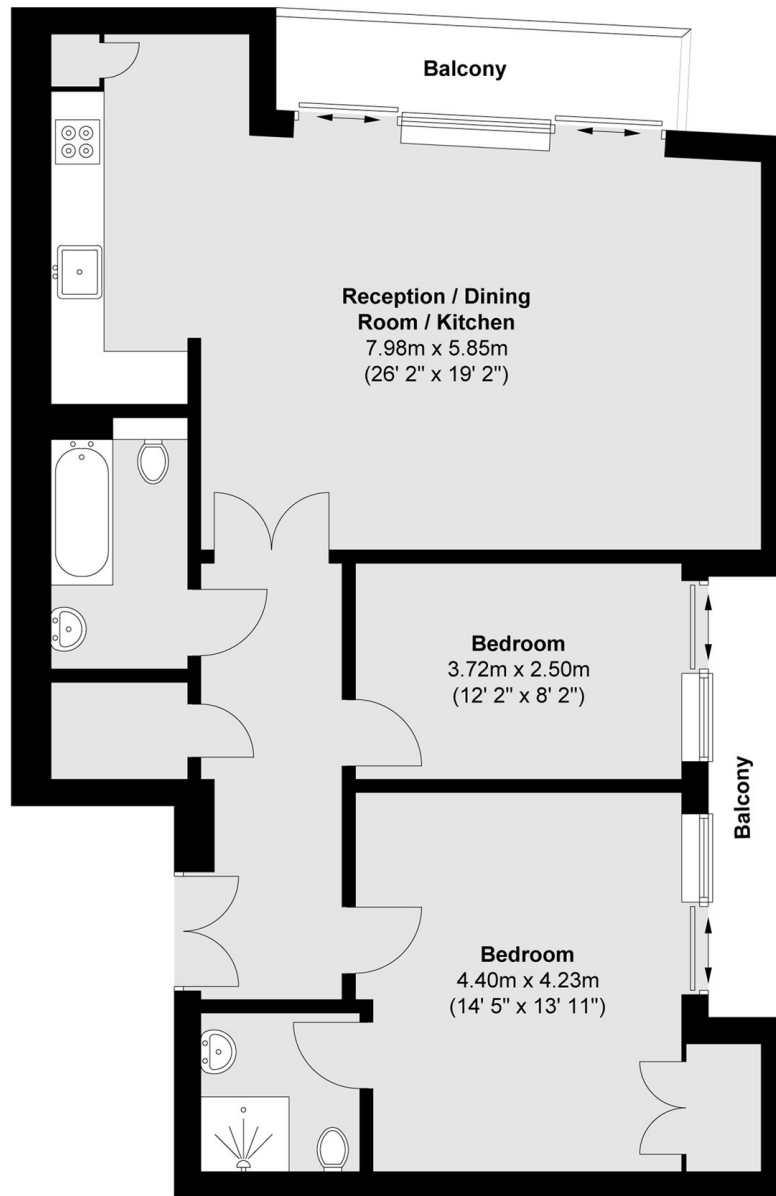 Balcony
Reception / Dining
Room / Kitchen
7.98m x 5.85m
(26' 2" x 19' 2")
Bedroom
3.72m x 2.50m
(12' 2" x 8' 2")
Balcony
Bedroom
4.40m x 4.23m
(14' 5" x 13' 11")